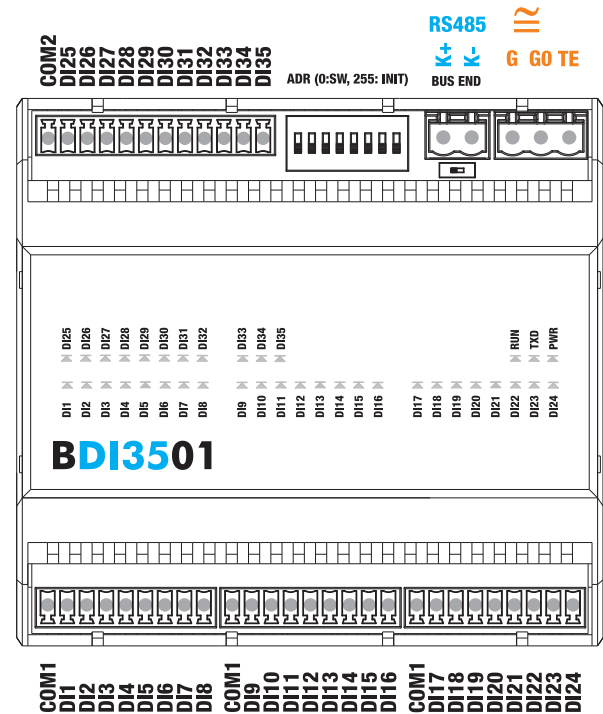 RS485
K+ K- G G0 TE
COM2 DI25 DI26 DI27 DI28 DI29 DI30 DI31 DI32 DI33 DI34 DI35
ADR (0:SW, 255: INIT) BUS END
DI25 DI26 DI27 DI28 DI29 DI30 DI31 DI32 DI33 DI34 DI35 RUN TXD PWR
DI1 DI2 DI3 DI4 DI5 DI6 DI7 DI8 DI9 DI10 DI11 DI12 DI13 DI14 DI15 DI16 DI17 DI18 DI19 DI20 DI21 DI22 DI23 DI24
BDI3501
COM1 DI1 DI2 DI3 DI4 DI5 DI6 DI7 DI8 COM1 DI9 DI10 DI11 DI12 DI13 DI14 DI15 DI16 COM1 DI17 DI18 DI19 DI20 DI21 DI22 DI23 DI24